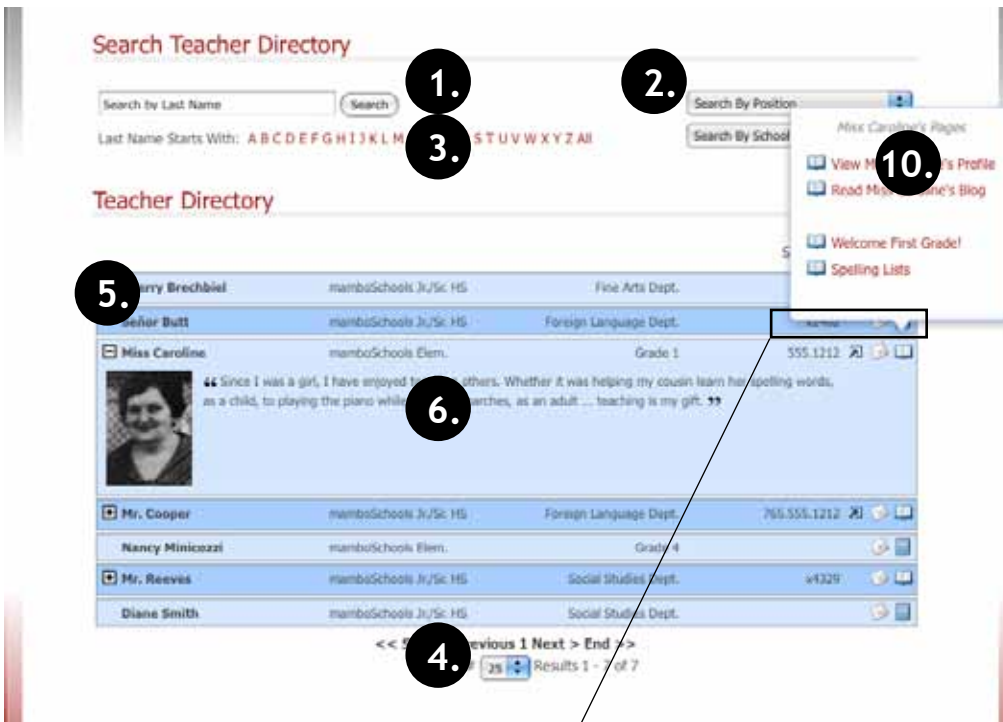 Search Teacher Directory
1.
2.
Search by Last Name
Search
Search By Position
Last Name Starts With: A B C D E F G H I J K L M S T U V W X Y Z All
3.
Search By School
Miss Caroline's Pages
10.
View 's Profile
Read Miss 's Blog
Welcome First Grade!
Spelling Lists
Teacher Directory
5.
Brechbiel mamboSchools Jr./Sr. HS Fine Arts Dept.
Señor Butt mamboSchools Jr./Sr. HS Foreign Language Dept.
Miss Caroline mamboSchools Elem. Grade 1 555.1212
“ Since I was a girl, I have enjoyed others. Whether it was helping my cousin learn her spelling words,
as a child, to playing the piano while , as an adult ... teaching is my gift. ”
6.
Mr. Cooper mamboSchools Jr./Sr. HS Foreign Language Dept. 765.555.1212
Nancy Minicozzi mamboSchools Elem. Grade 4
Mr. Reeves mamboSchools Jr./Sr. HS Social Studies Dept. x4329
Diane Smith mamboSchools Jr./Sr. HS Social Studies Dept.
<< 1 Next > End >>
4.
25 Results 1 - 7 of 7